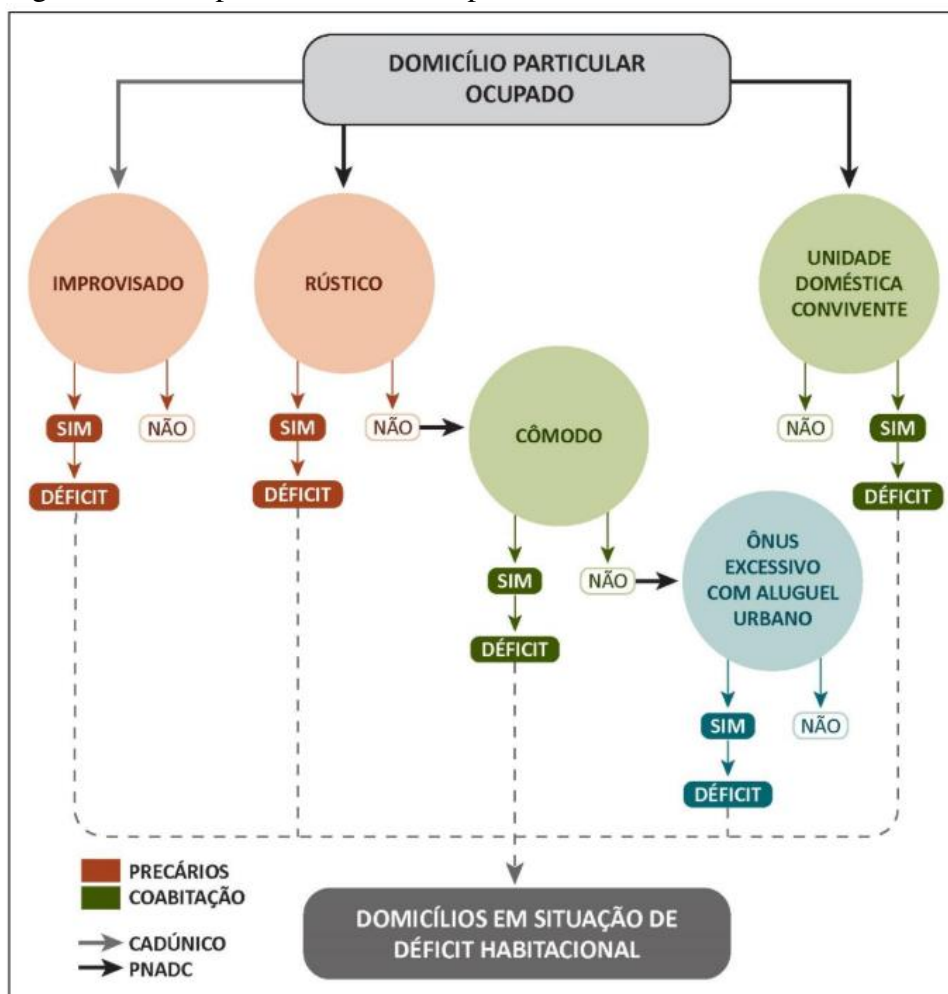 DOMICÍLIO PARTICULAR
OCUPADO
IMPROVISADO
RÚSTICO
UNIDADE
DOMÉSTICA
CONVIVENTE
SIM
NÃO
SIM
NÃO
CÔMODO
NÃO
SIM
DÉFICIT
DÉFICIT
DÉFICIT
ÔNUS
EXCESSIVO
COM ALUGUEL
URBANO
SIM
NÃO
DÉFICIT
SIM
NÃO
DÉFICIT
PRECÁRIOS
COABITAÇÃO
CADÚNICO
PNADC
DOMICÍLIOS EM SITUAÇÃO DE
DÉFICIT HABITACIONAL